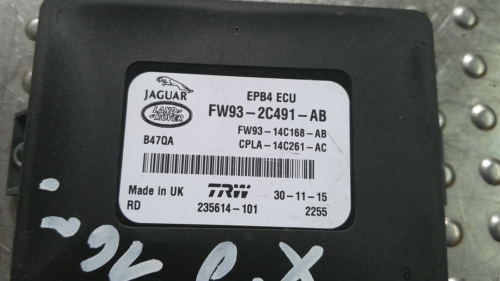 JAGUAR
LAND-
ROVER
EPB4 ECU
FW93-2C491-AB
FW93-14C168-AB
CPLA-14C261-AC
B47QA
Made in UK TRW 30-11-15
RD 235614-101 2255